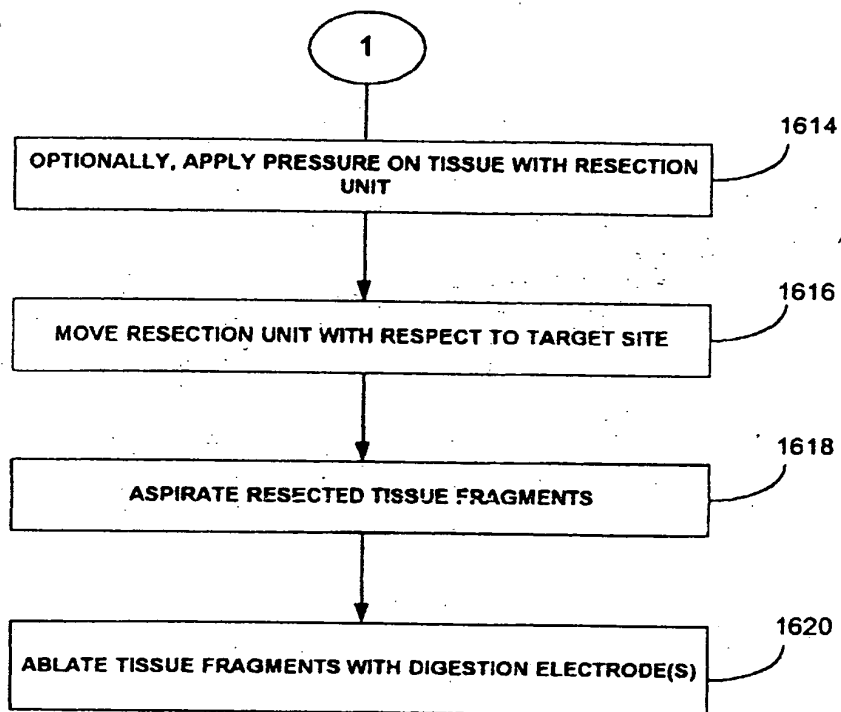 1
1614
OPTIONALLY, APPLY PRESSURE ON TISSUE WITH RESECTION
UNIT
1616
MOVE RESECTION UNIT WITH RESPECT TO TARGET SITE
1618
ASPIRATE RESECTED TISSUE FRAGMENTS
1620
ABLATE TISSUE FRAGMENTS WITH DIGESTION ELECTRODE(S)